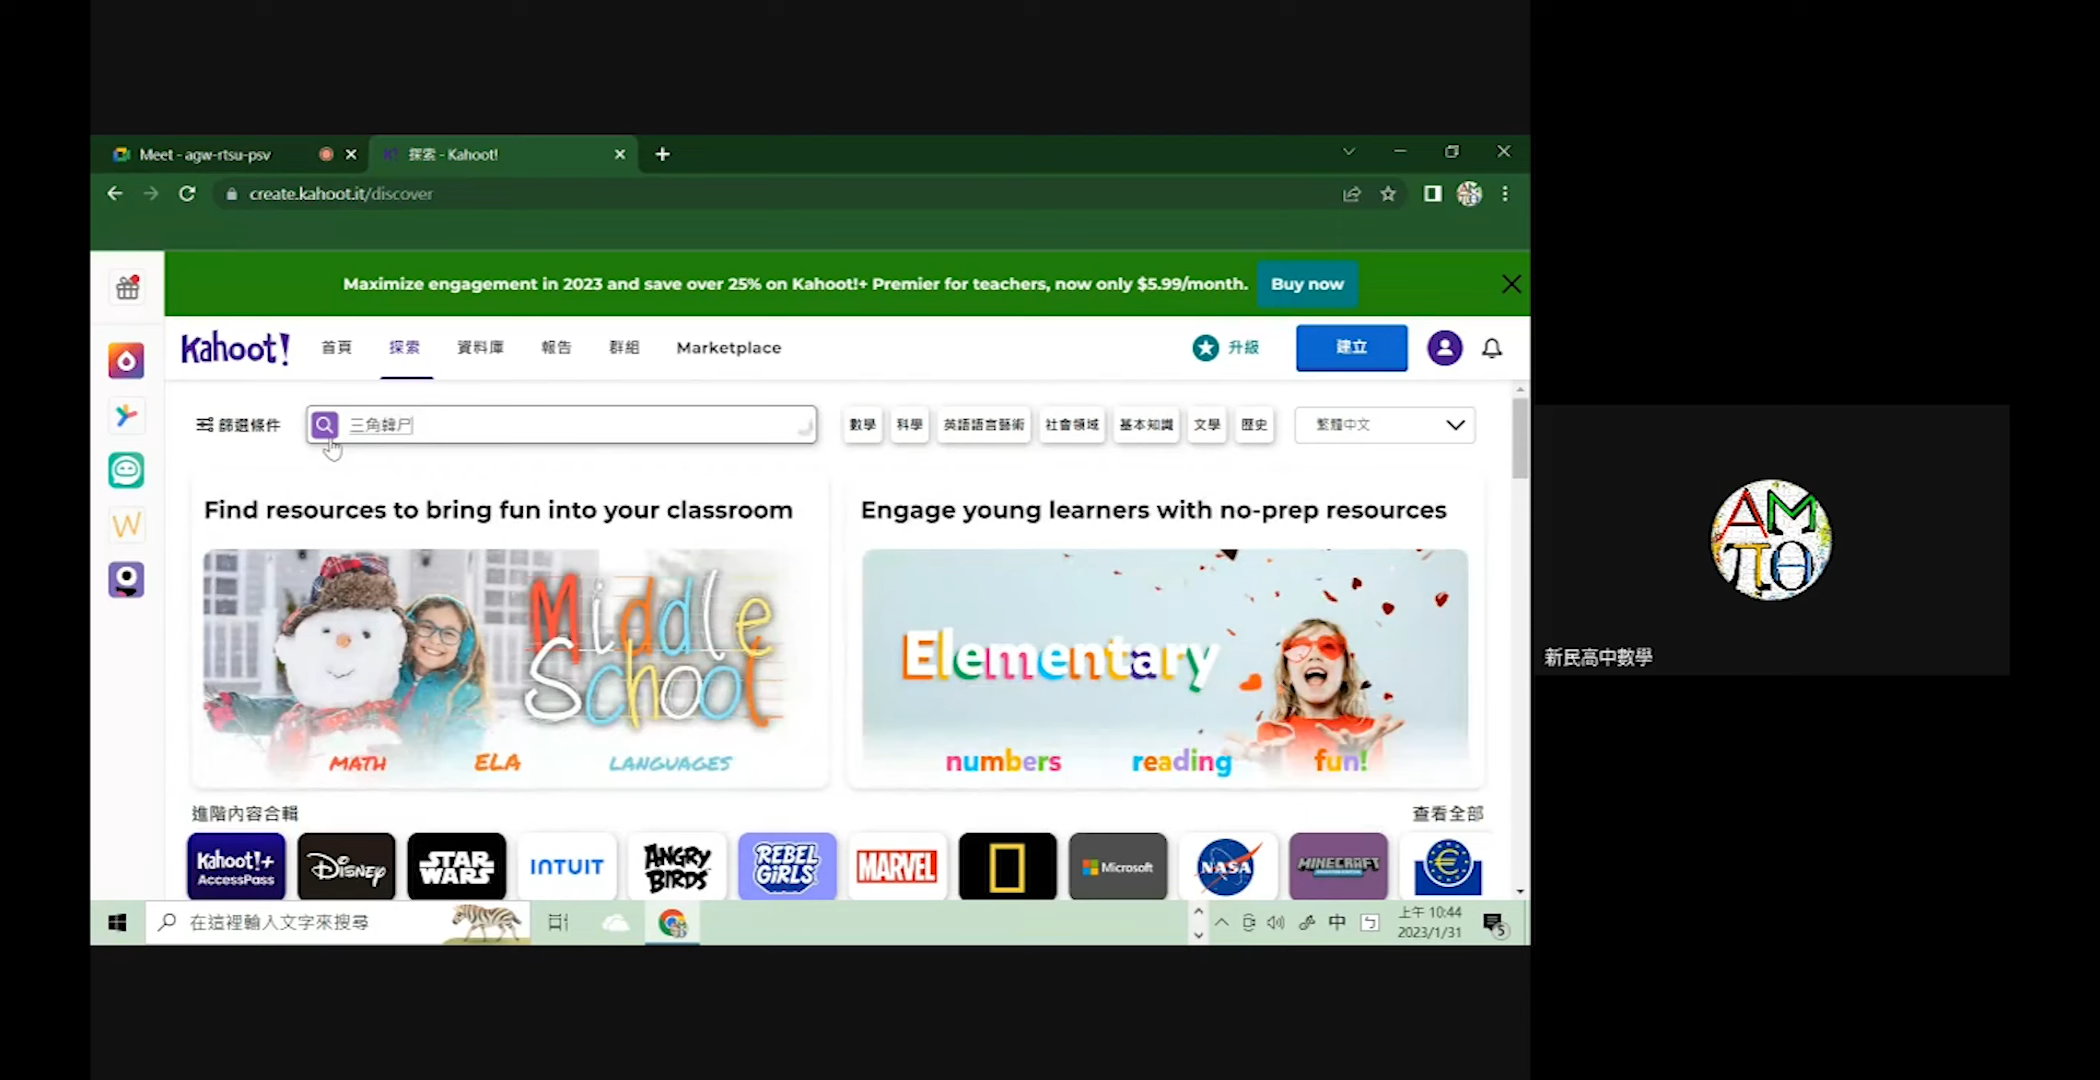 Meet - agw-rtsu-psv
探索 - Kahoot!
create.kahoot.it/discover
Maximize engagement in 2023 and save over 25% on Kahoot!+ Premier for teachers, now only $5.99/month.
Buy now
Kahoot!
首頁
探索
資料庫
報告
群組
Marketplace
升級
建立
篩選條件
三角韓ㄕ
數學
科學
英語語言藝術
社會領域
基本知識
文學
歷史
繁體中文
Find resources to bring fun into your classroom
Engage young learners with no-prep resources
Middle
School
MATH
ELA
LANGUAGES
Elementary
numbers
reading
fun!
進階內容合輯
查看全部
Kahoot!+
AccessPass
Disney
STAR
WARS
INTUIT
ANGRY
BIRDS
REBEL
GIRLS
MARVEL
Microsoft
NASA
MINECRAFT
€
W
在這裡輸入文字來搜尋
中
ㄅ
上午 10:44
2023/1/31
5
AM
πθ
新民高中數學